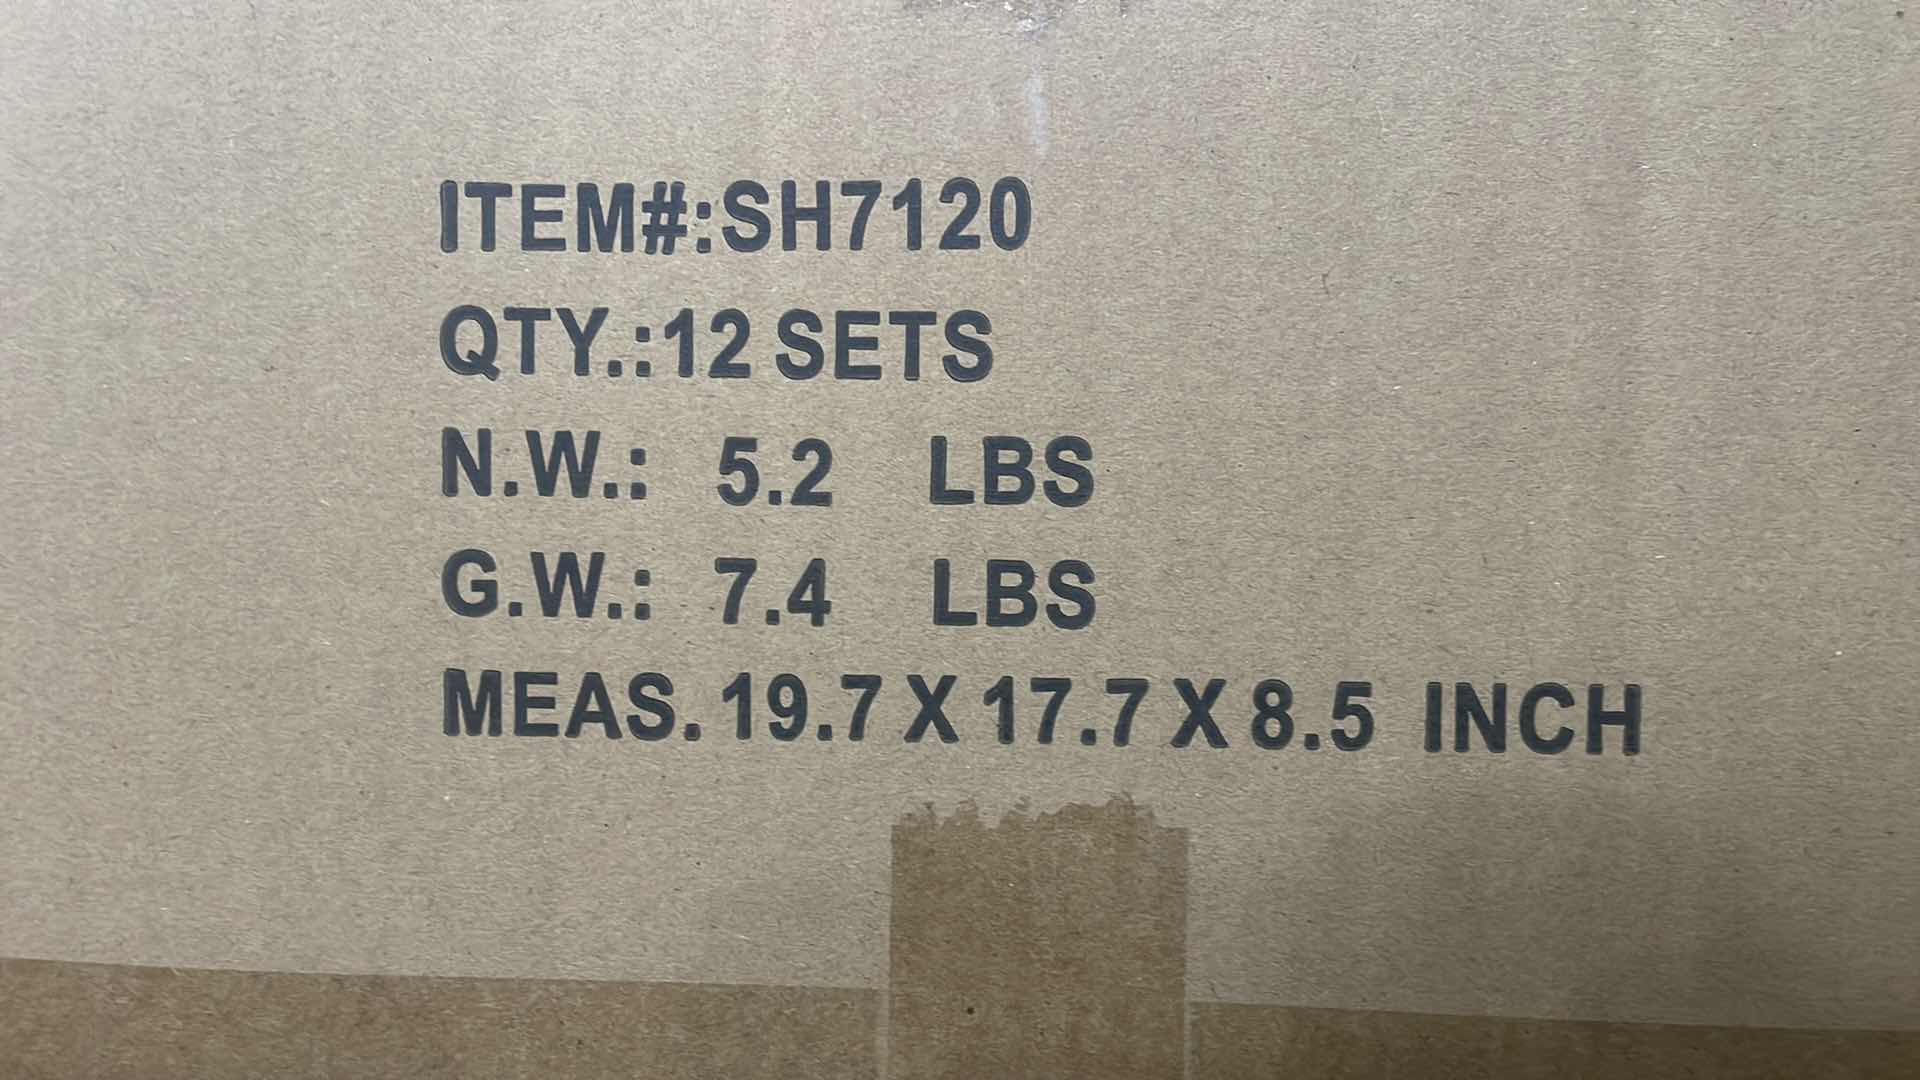 ITEM#:SH7120
QTY.:12 SETS
N.W.: 5.2 LBS
G.W.: 7.4 LBS
MEAS. 19.7 X 17.7 X 8.5 INCH